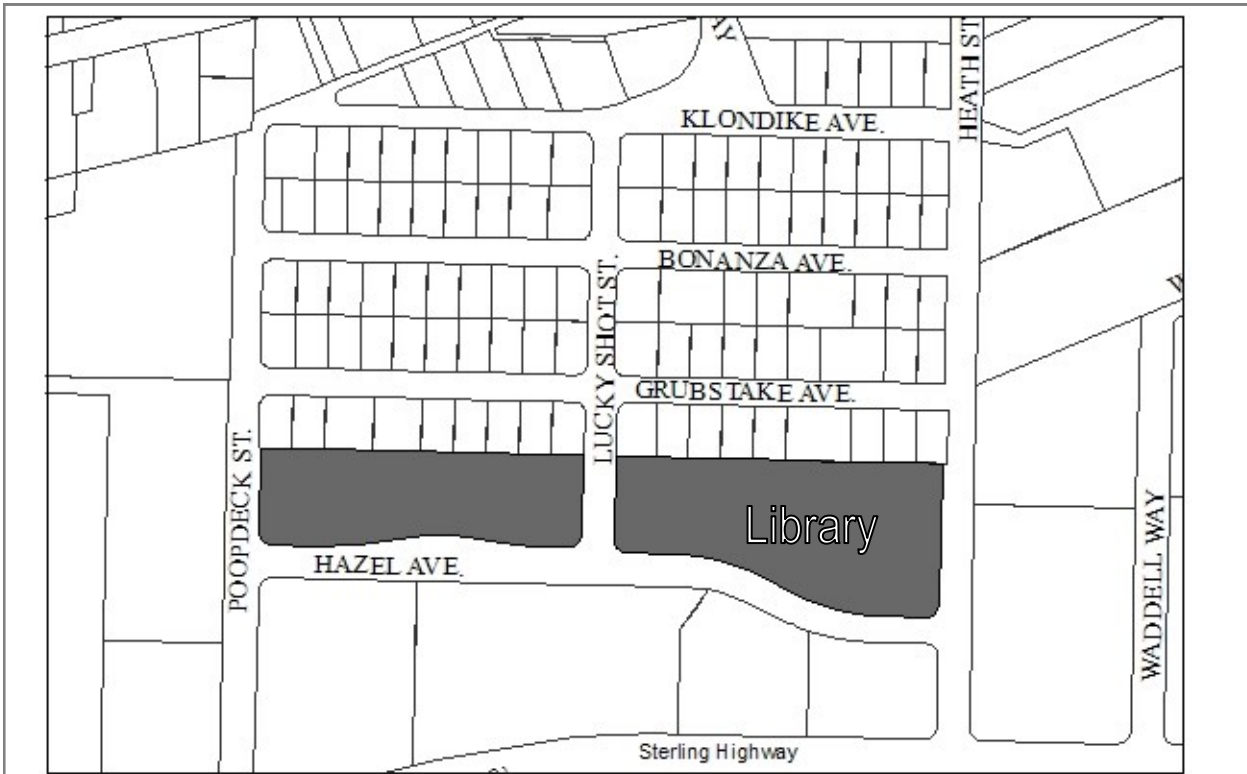 HEATH ST.
KLONDIKE AVE.
BONANZA AVE.
LUCKY SHOT ST.
GRUBSTAKE AVE.
POOPDECK ST.
Library
HAZEL AVE.
WADDELL WAY
Sterling Highway